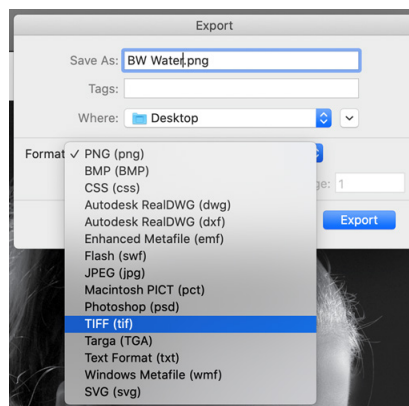 Export
Save As: BW Water.png
Tags:
Where: Desktop
Format ✓ PNG (png)
BMP (BMP)
CSS (css)
Autodesk RealDWG (dwg)
Autodesk RealDWG (dxf)
Enhanced Metafile (emf)
Flash (swf)
JPEG (jpg)
Macintosh PICT (pct)
Photoshop (psd)
TIFF (tif)
Targa (TGA)
Text Format (txt)
Windows Metafile (wmf)
SVG (svg)
1
Export